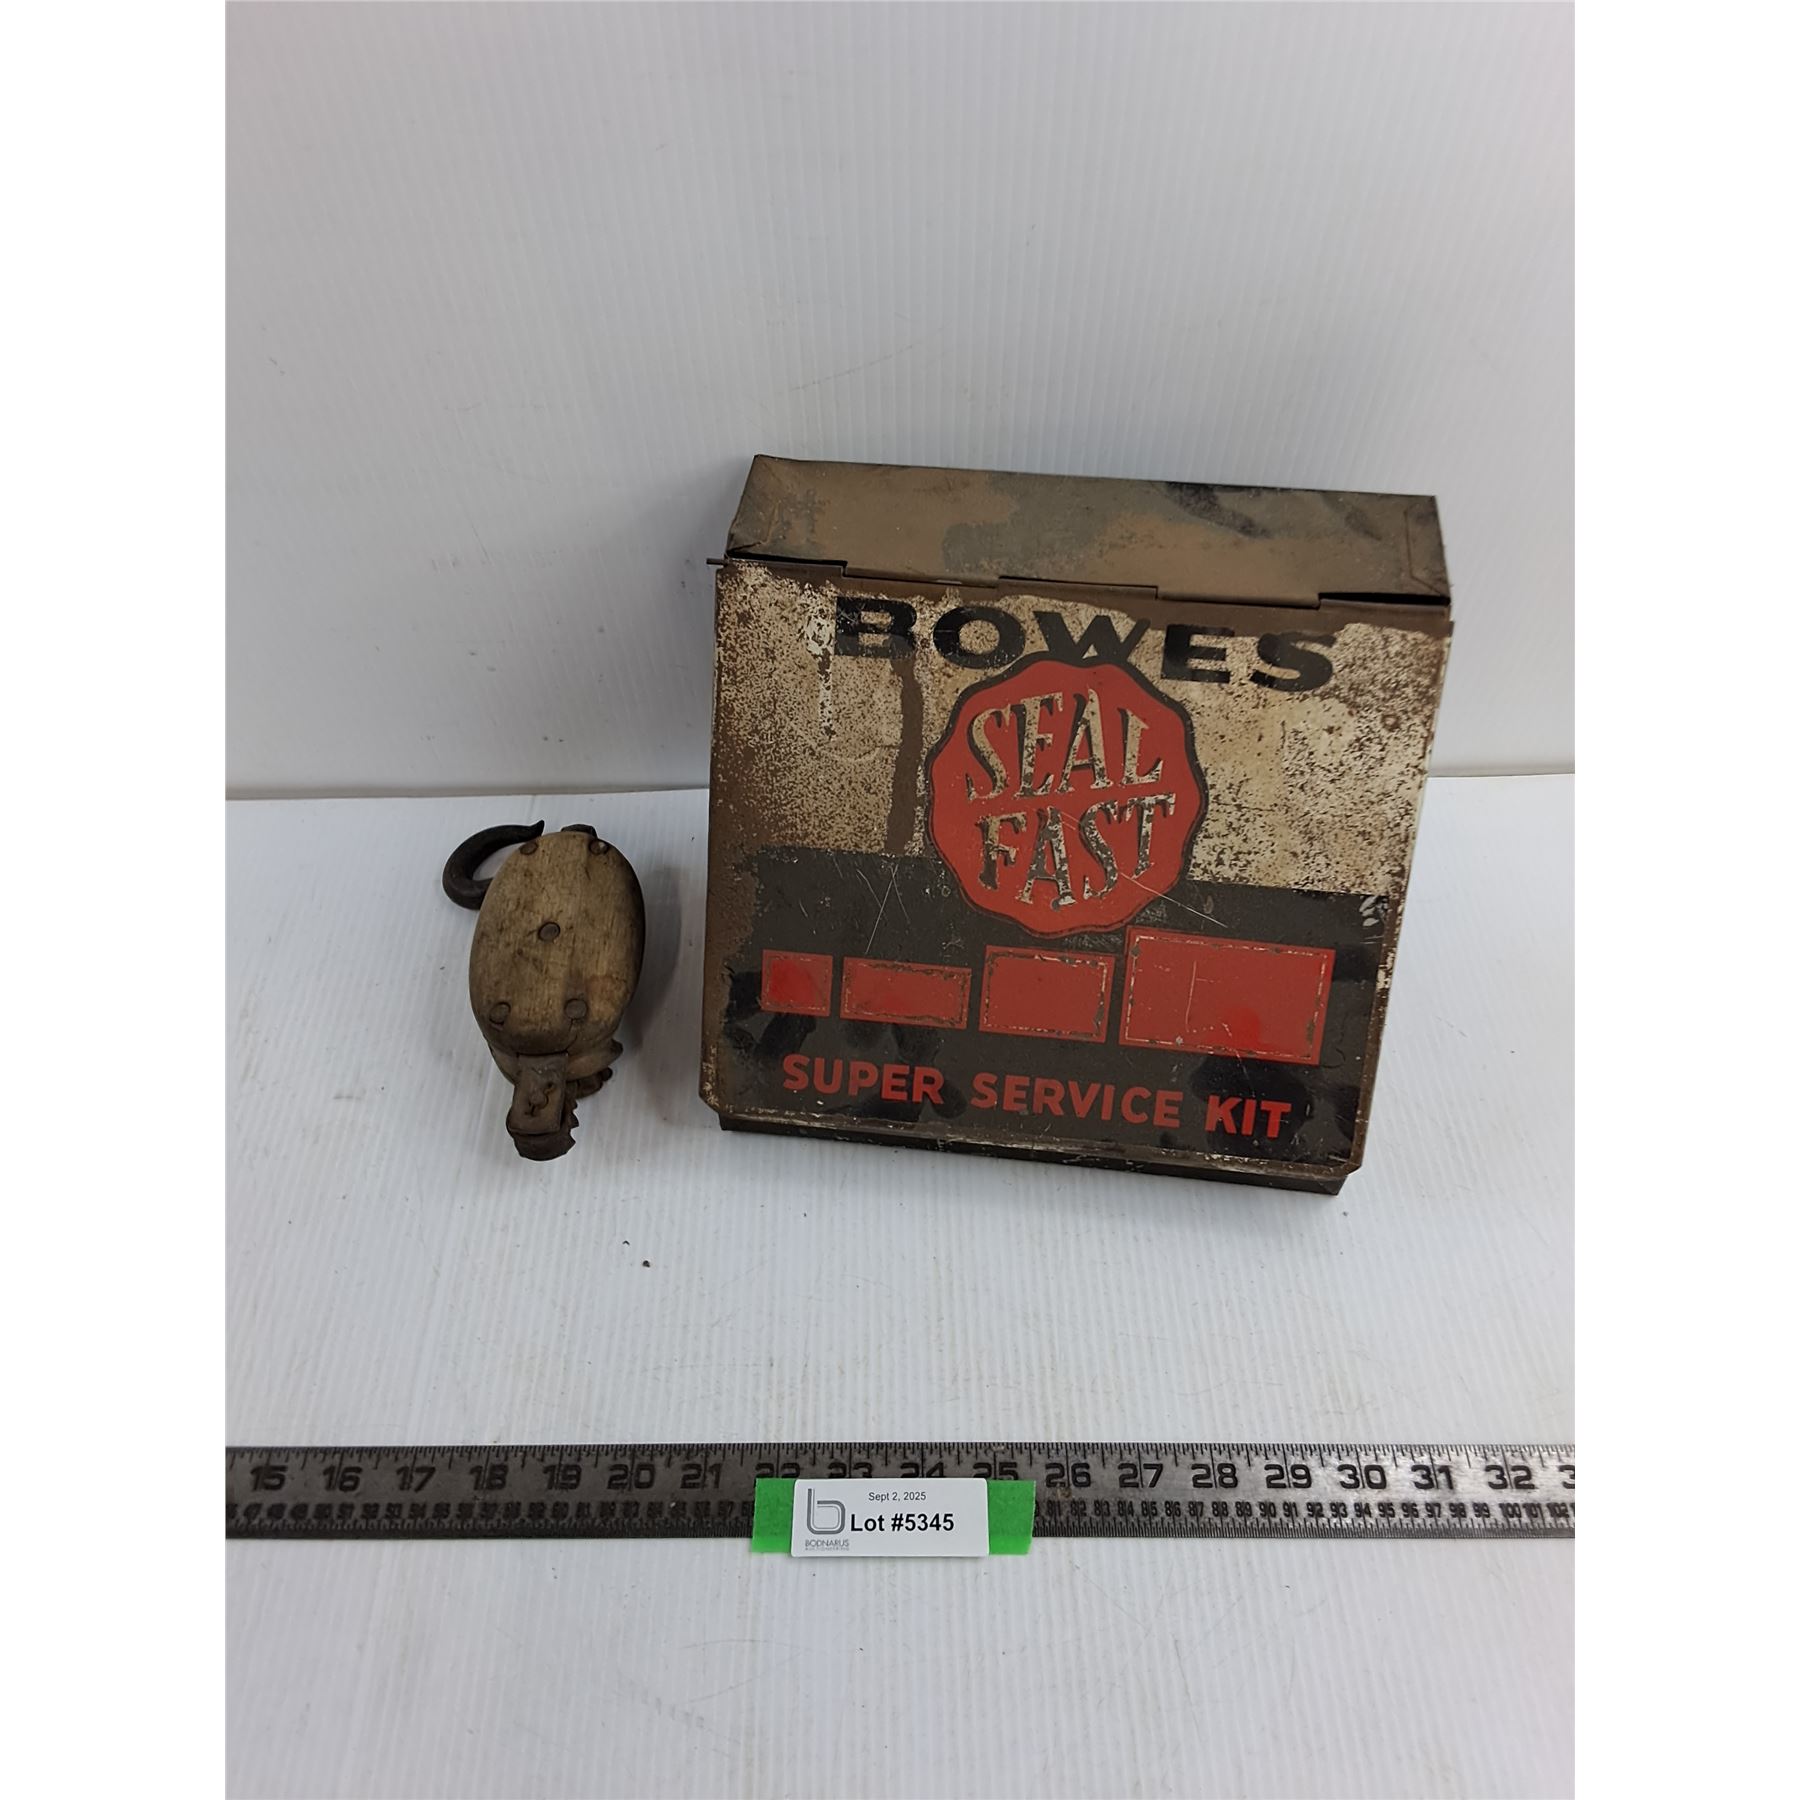 BOWES
SEAL
FAST
SUPER SERVICE KIT
15 16 17 18 19 20 21 22 23 24 25 26 27 28 29 30 31 32
Sept 2, 2025
Lot #5345
BODNARUS
AUCTIONEERING